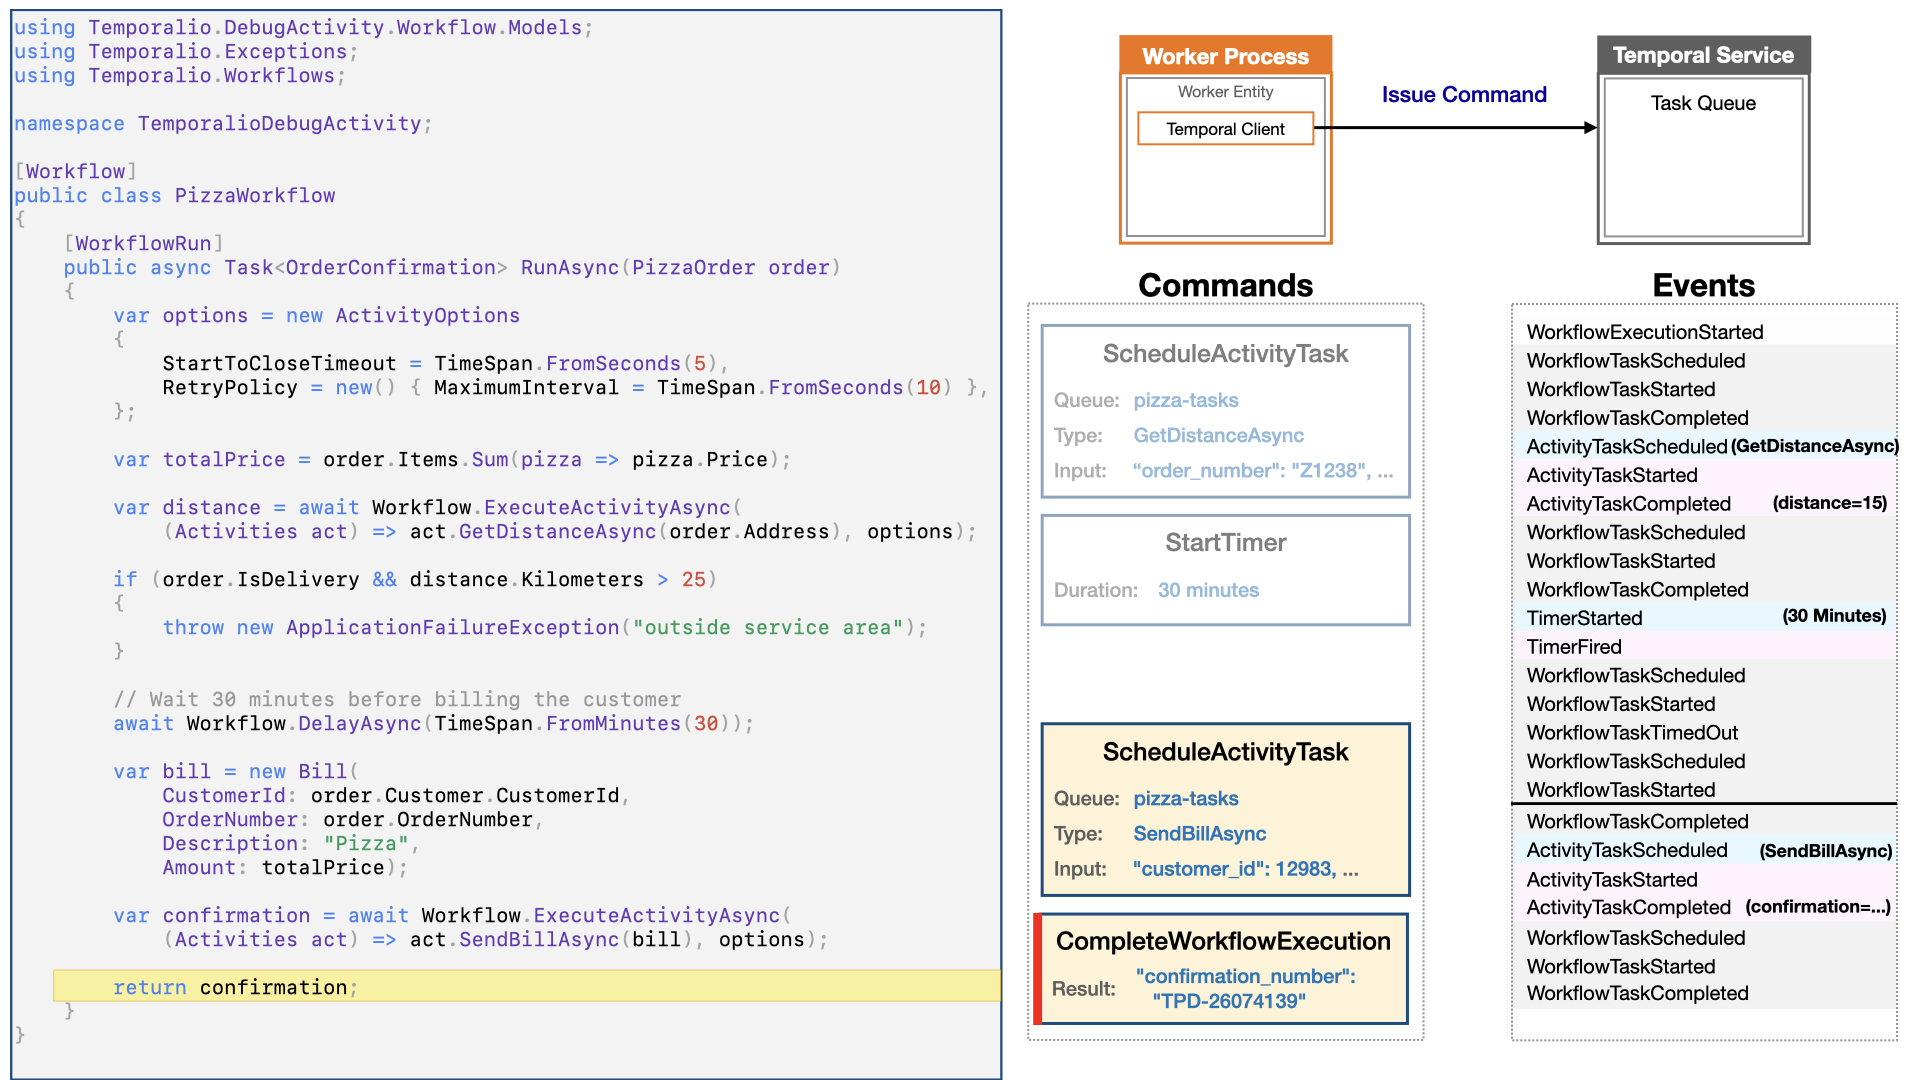 using Temporalio.DebugActivity.Workflow.Models;
using Temporalio.Exceptions;
using Temporalio.Workflows;

namespace TemporalioDebugActivity;

[Workflow]
public class PizzaWorkflow
{
    [WorkflowRun]
    public async Task<OrderConfirmation> RunAsync(PizzaOrder order)
    {
        var options = new ActivityOptions
        {
            StartToCloseTimeout = TimeSpan.FromSeconds(5),
            RetryPolicy = new() { MaximumInterval = TimeSpan.FromSeconds(10) },
        };

        var totalPrice = order.Items.Sum(pizza => pizza.Price);

        var distance = await Workflow.ExecuteActivityAsync(
            (Activities act) => act.GetDistanceAsync(order.Address), options);

        if (order.IsDelivery && distance.Kilometers > 25)
        {
            throw new ApplicationFailureException("outside service area");
        }

        // Wait 30 minutes before billing the customer
        await Workflow.DelayAsync(TimeSpan.FromMinutes(30));

        var bill = new Bill(
            CustomerId: order.Customer.CustomerId,
            OrderNumber: order.OrderNumber,
            Description: "Pizza",
            Amount: totalPrice);

        var confirmation = await Workflow.ExecuteActivityAsync(
            (Activities act) => act.SendBillAsync(bill), options);

        return confirmation;
    }
}
Worker Process
Worker Entity
Temporal Client
Issue Command
Temporal Service
Task Queue
Commands
ScheduleActivityTask
Queue: pizza-tasks
Type: GetDistanceAsync
Input: “order_number": "Z1238", ...
StartTimer
Duration: 30 minutes
ScheduleActivityTask
Queue: pizza-tasks
Type: SendBillAsync
Input: "customer_id": 12983, ...
CompleteWorkflowExecution
Result: "confirmation_number":
"TPD-26074139"
Events
WorkflowExecutionStarted
WorkflowTaskScheduled
WorkflowTaskStarted
WorkflowTaskCompleted
ActivityTaskScheduled (GetDistanceAsync)
ActivityTaskStarted
ActivityTaskCompleted (distance=15)
WorkflowTaskScheduled
WorkflowTaskStarted
WorkflowTaskCompleted
TimerStarted (30 Minutes)
TimerFired
WorkflowTaskScheduled
WorkflowTaskStarted
WorkflowTaskTimedOut
WorkflowTaskScheduled
WorkflowTaskStarted
WorkflowTaskCompleted
ActivityTaskScheduled (SendBillAsync)
ActivityTaskStarted
ActivityTaskCompleted (confirmation=...)
WorkflowTaskScheduled
WorkflowTaskStarted
WorkflowTaskCompleted